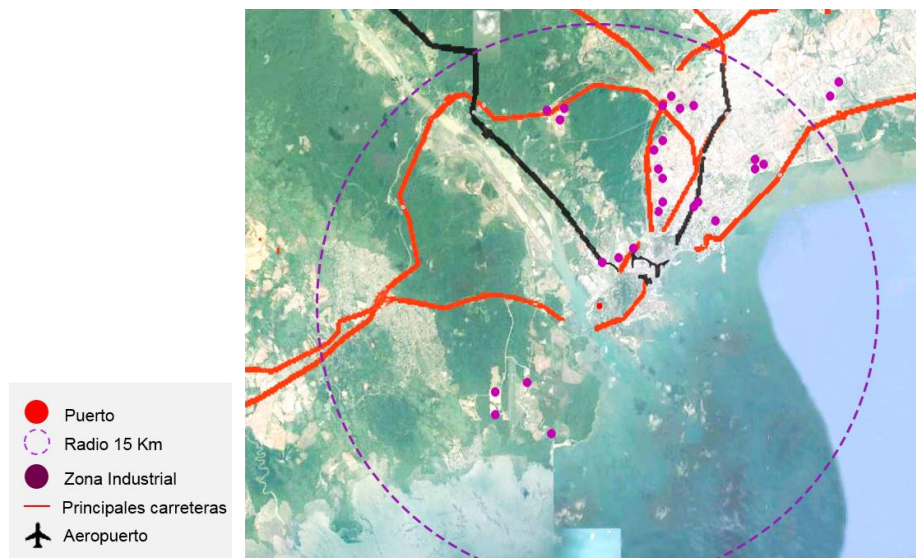 Puerto
Radio 15 Km
Zona Industrial
Principales carreteras
Aeropuerto